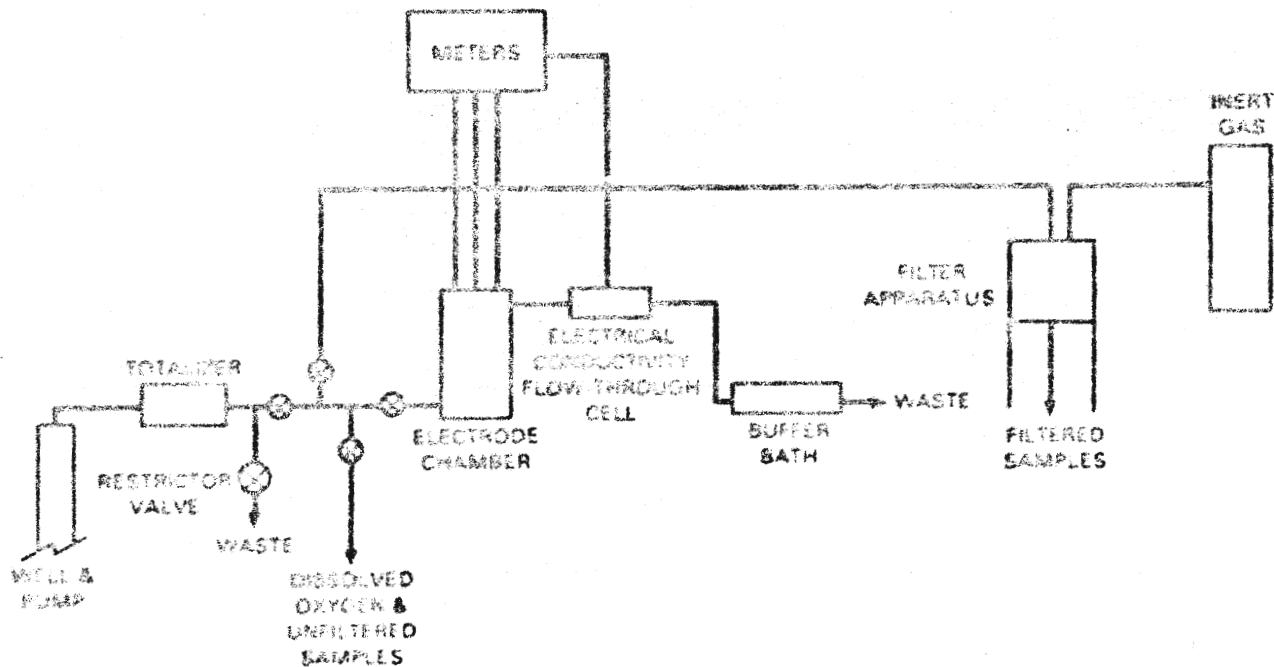 METERS
INERT
GAS
FILTER
APPARATUS
ELECTRICAL
CONDUCTIVITY
FLOW-THROUGH
CELL
TOTALIZER
WASTE
BUFFER
BATH
ELECTRODE
CHAMBER
FILTERED
SAMPLES
RESTRICTOR
VALVE
WASTE
WELL &
PUMP
DISSOLVED
OXYGEN &
UNFILTERED
SAMPLES